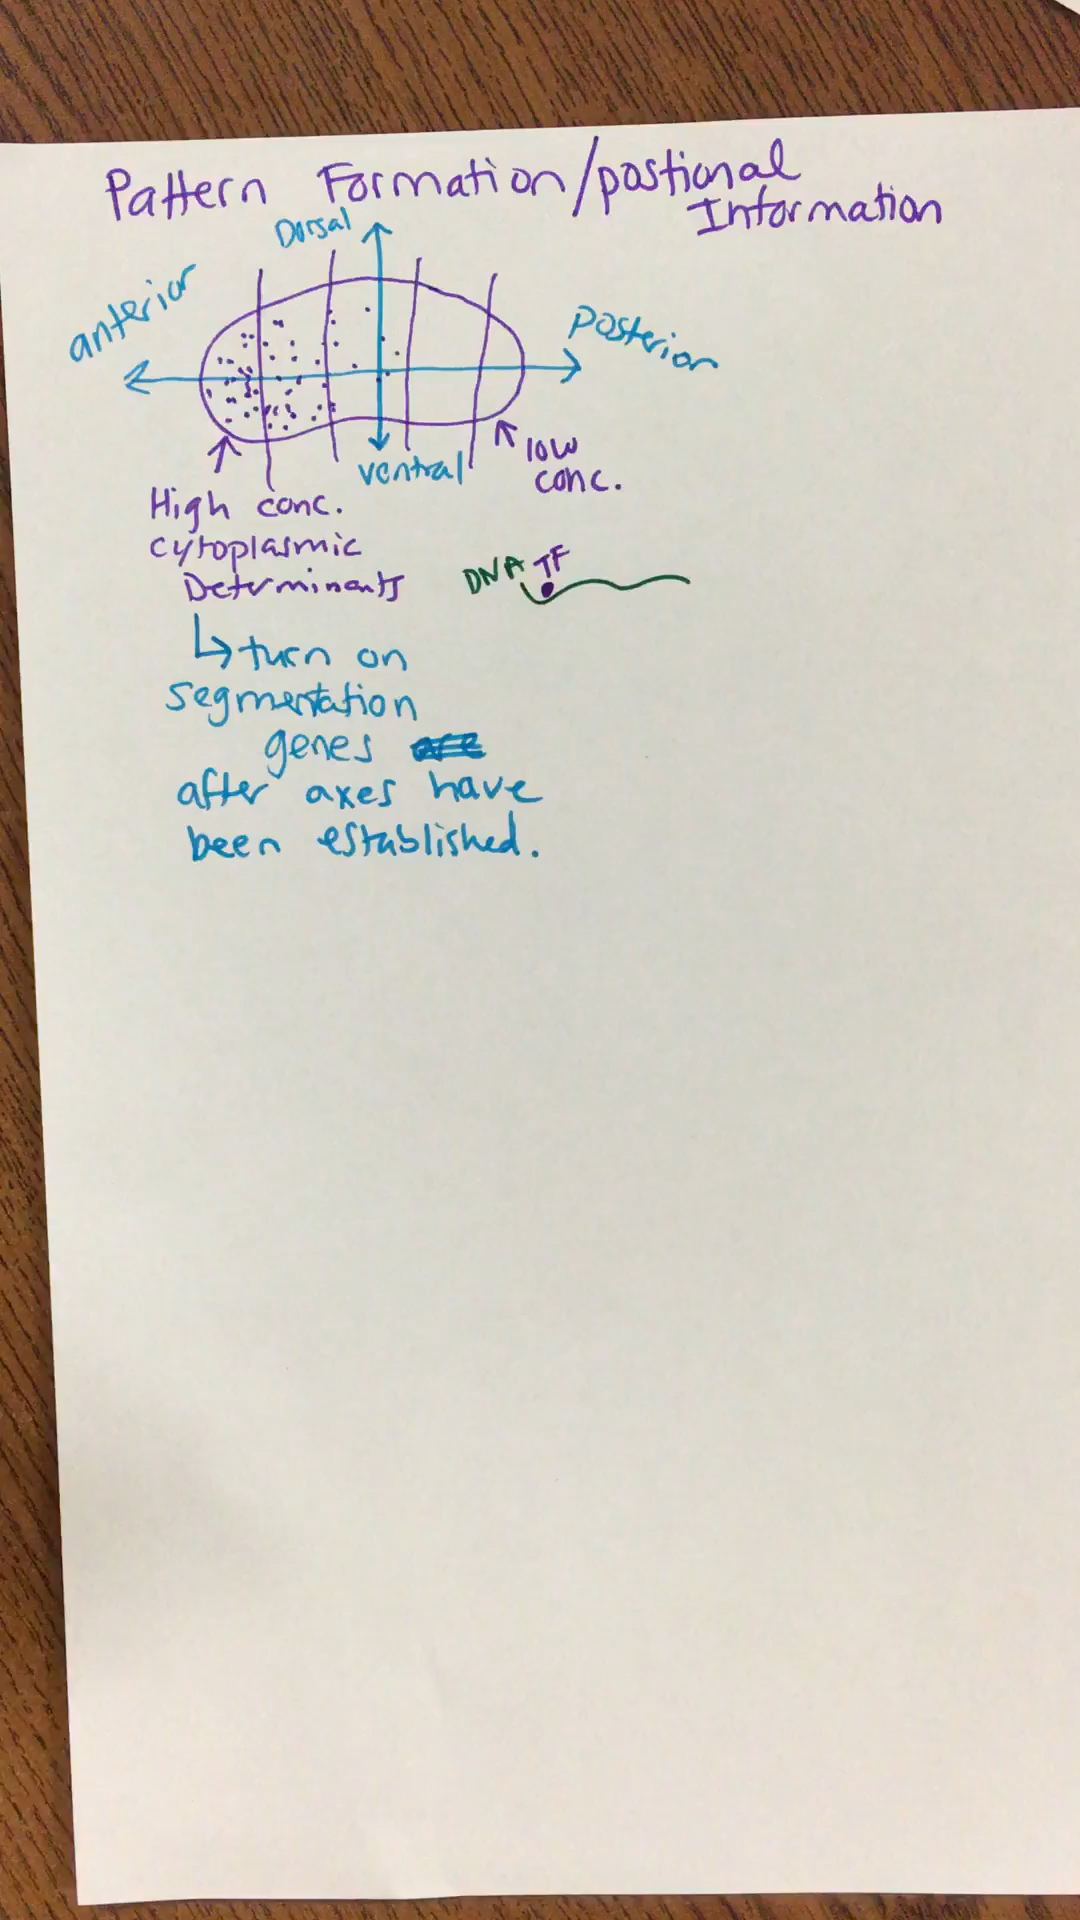 Pattern Formation/postional
Information
Dorsal
anterior
Posterior
ventral
low
conc.
High conc.
cytoplasmic
Determinants
DNA TF
↳ turn on
segmentation
genes
after axes have
been established.